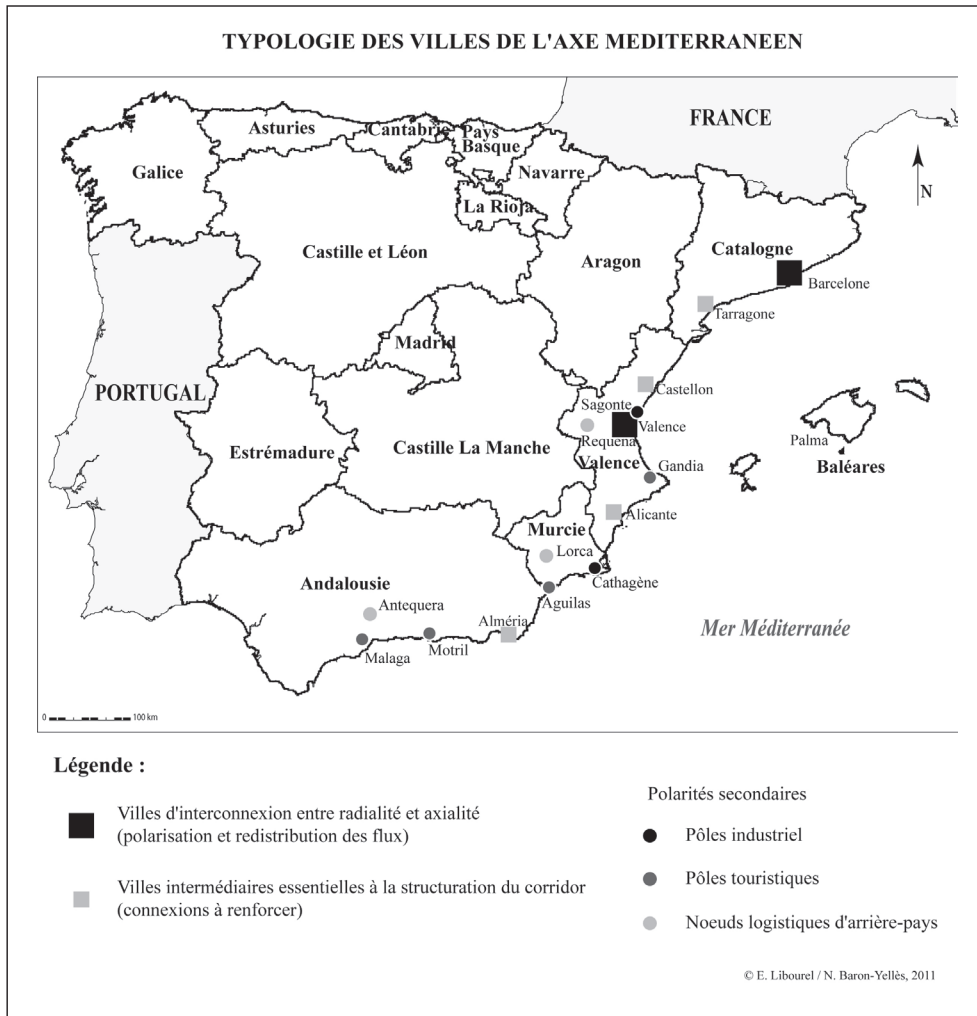 TYPOLOGIE DES VILLES DE L'AXE MEDITERRANEEN
FRANCE
N
Asturies
Cantabrie
Pays
Basque
Galice
Navarre
La Rioja
Castille et Léon
Aragon
Catalogne
Barcelone
Tarragone
Madrid
PORTUGAL
Castellon
Sagonte
Valence
Requena
Palma
Baléares
Estrémadure
Castille La Manche
Valence
Gandia
Alicante
Murcie
Lorca
Cathagène
Andalousie
Aguilas
Antequera
Alméria
Mer Méditerranée
Malaga
Motril
0 100 km
Légende :
Villes d'interconnexion entre radialité et axialité
(polarisation et redistribution des flux)
Villes intermédiaires essentielles à la structuration du corridor
(connexions à renforcer)
Polarités secondaires
Pôles industriel
Pôles touristiques
Noeuds logistiques d'arrière-pays
© E. Libourel / N. Baron-Yellès, 2011